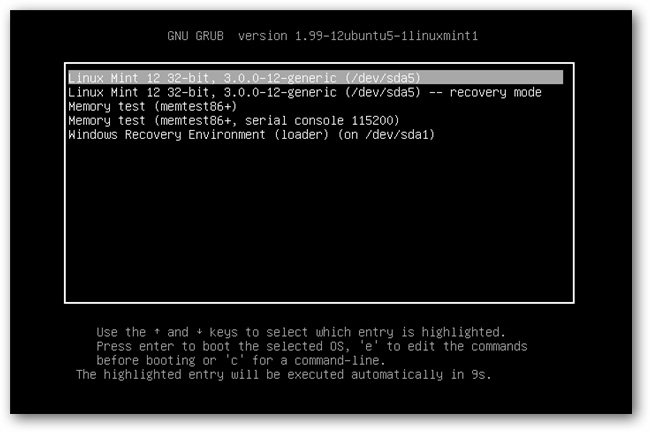 GNU GRUB  version 1.99-12ubuntu5-1linuxmint1
Linux Mint 12 32-bit, 3.0.0-12-generic (/dev/sda5)
Linux Mint 12 32-bit, 3.0.0-12-generic (/dev/sda5) -- recovery mode
Memory test (memtest86+)
Memory test (memtest86+, serial console 115200)
Windows Recovery Environment (loader) (on /dev/sda1)
Use the ↑ and ↓ keys to select which entry is highlighted.
Press enter to boot the selected OS, 'e' to edit the commands
before booting or 'c' for a command-line.
The highlighted entry will be executed automatically in 9s.